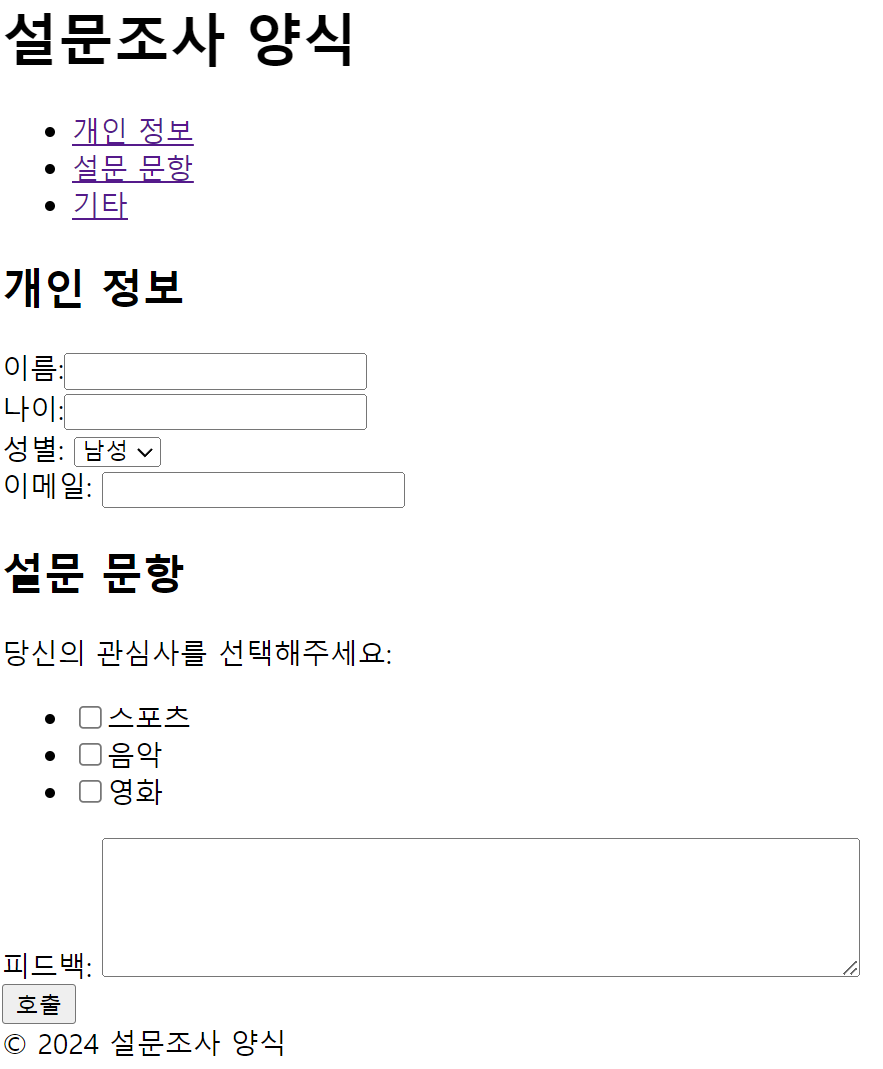 설문조사 양식
개인 정보
설문 문항
기타
개인 정보
이름:
나이:
성별: 남성
이메일:
설문 문항
당신의 관심사를 선택해주세요:
스포츠
음악
영화
피드백:
호출
© 2024 설문조사 양식